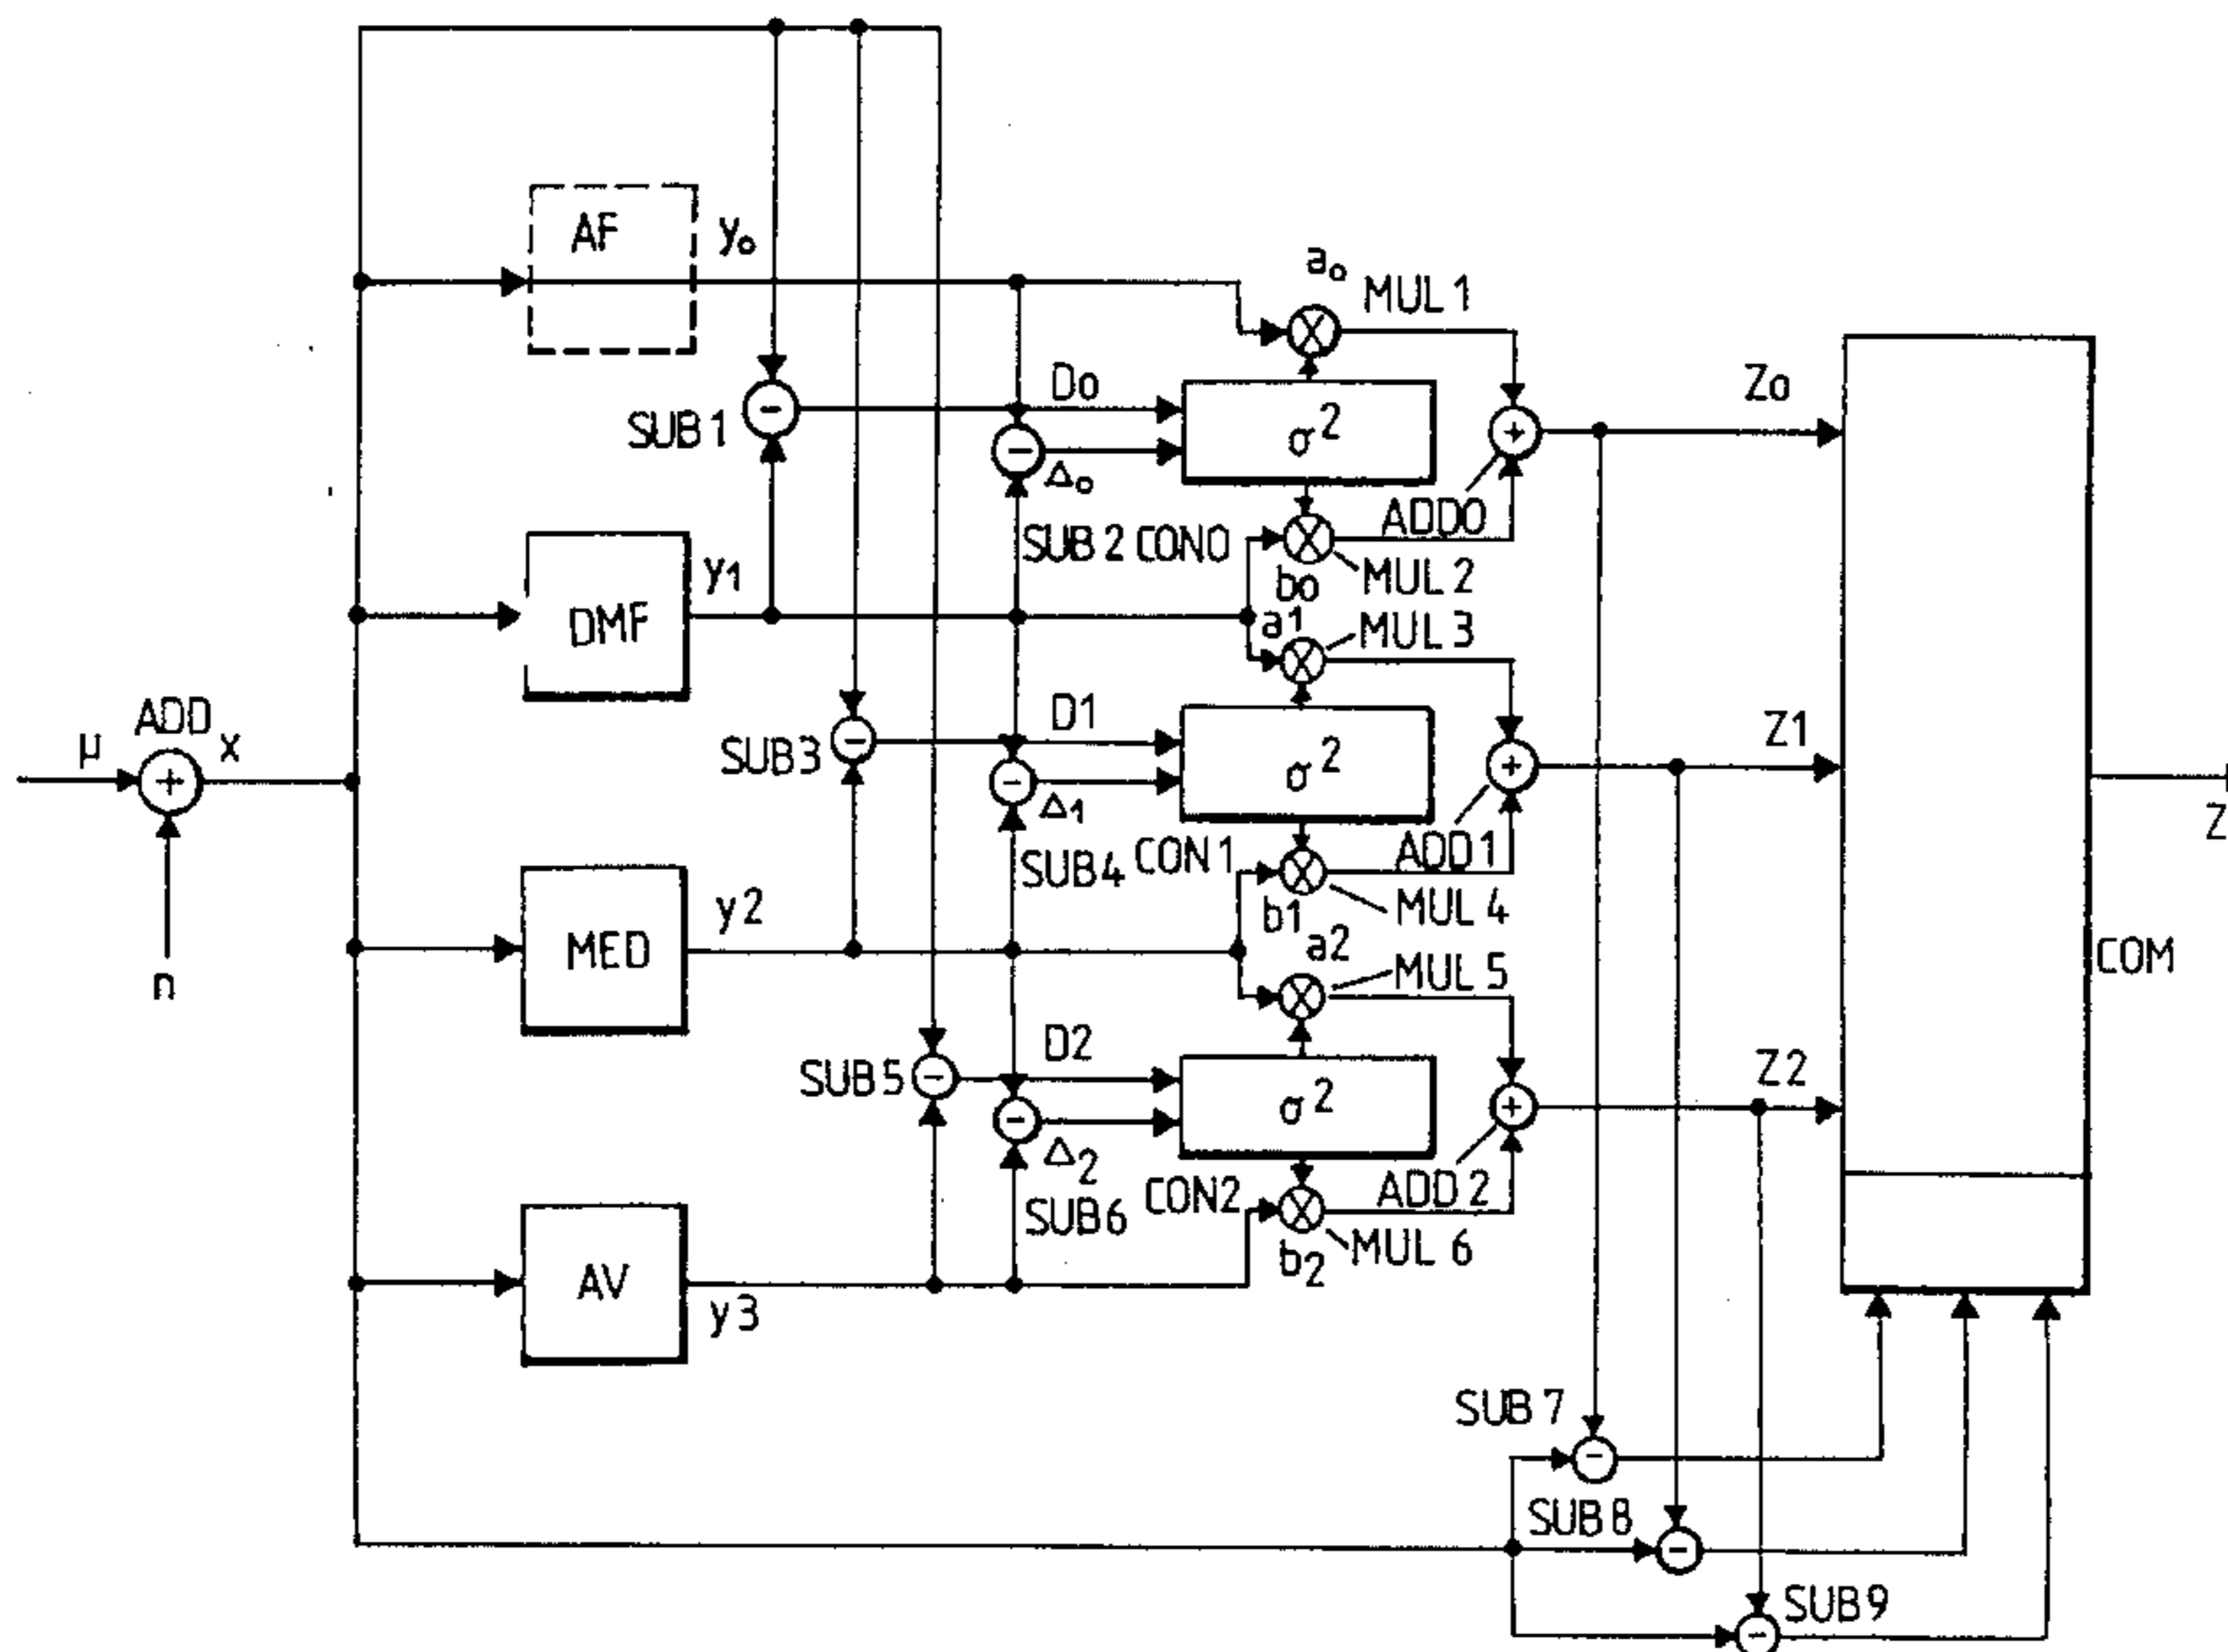 AF
y₀
a₀
MUL 1
D₀
Z₀
SUB 1
σ²
Δ₀
ADD0
SUB 2
CON0
b₀
MUL 2
y₁
DMF
a1
MUL 3
D1
Z1
ADD
μ
x
SUB3
σ²
Δ₁
Z
SUB4
CON1
ADD1
b1
MUL 4
y2
a2
MED
MUL 5
COM
n
D2
Z2
SUB5
σ²
Δ₂
SUB6
CON2
ADD 2
b₂
MUL 6
AV
y3
SUB 7
SUB 8
SUB9